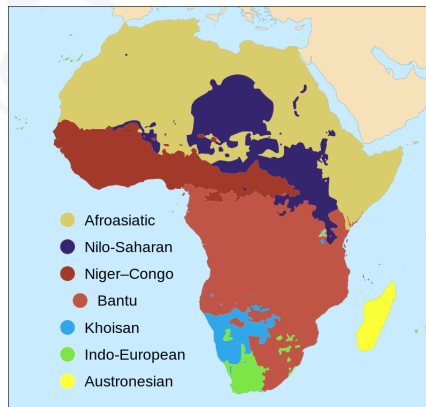 Afroasiatic
Nilo-Saharan
Niger–Congo
Bantu
Khoisan
Indo-European
Austronesian